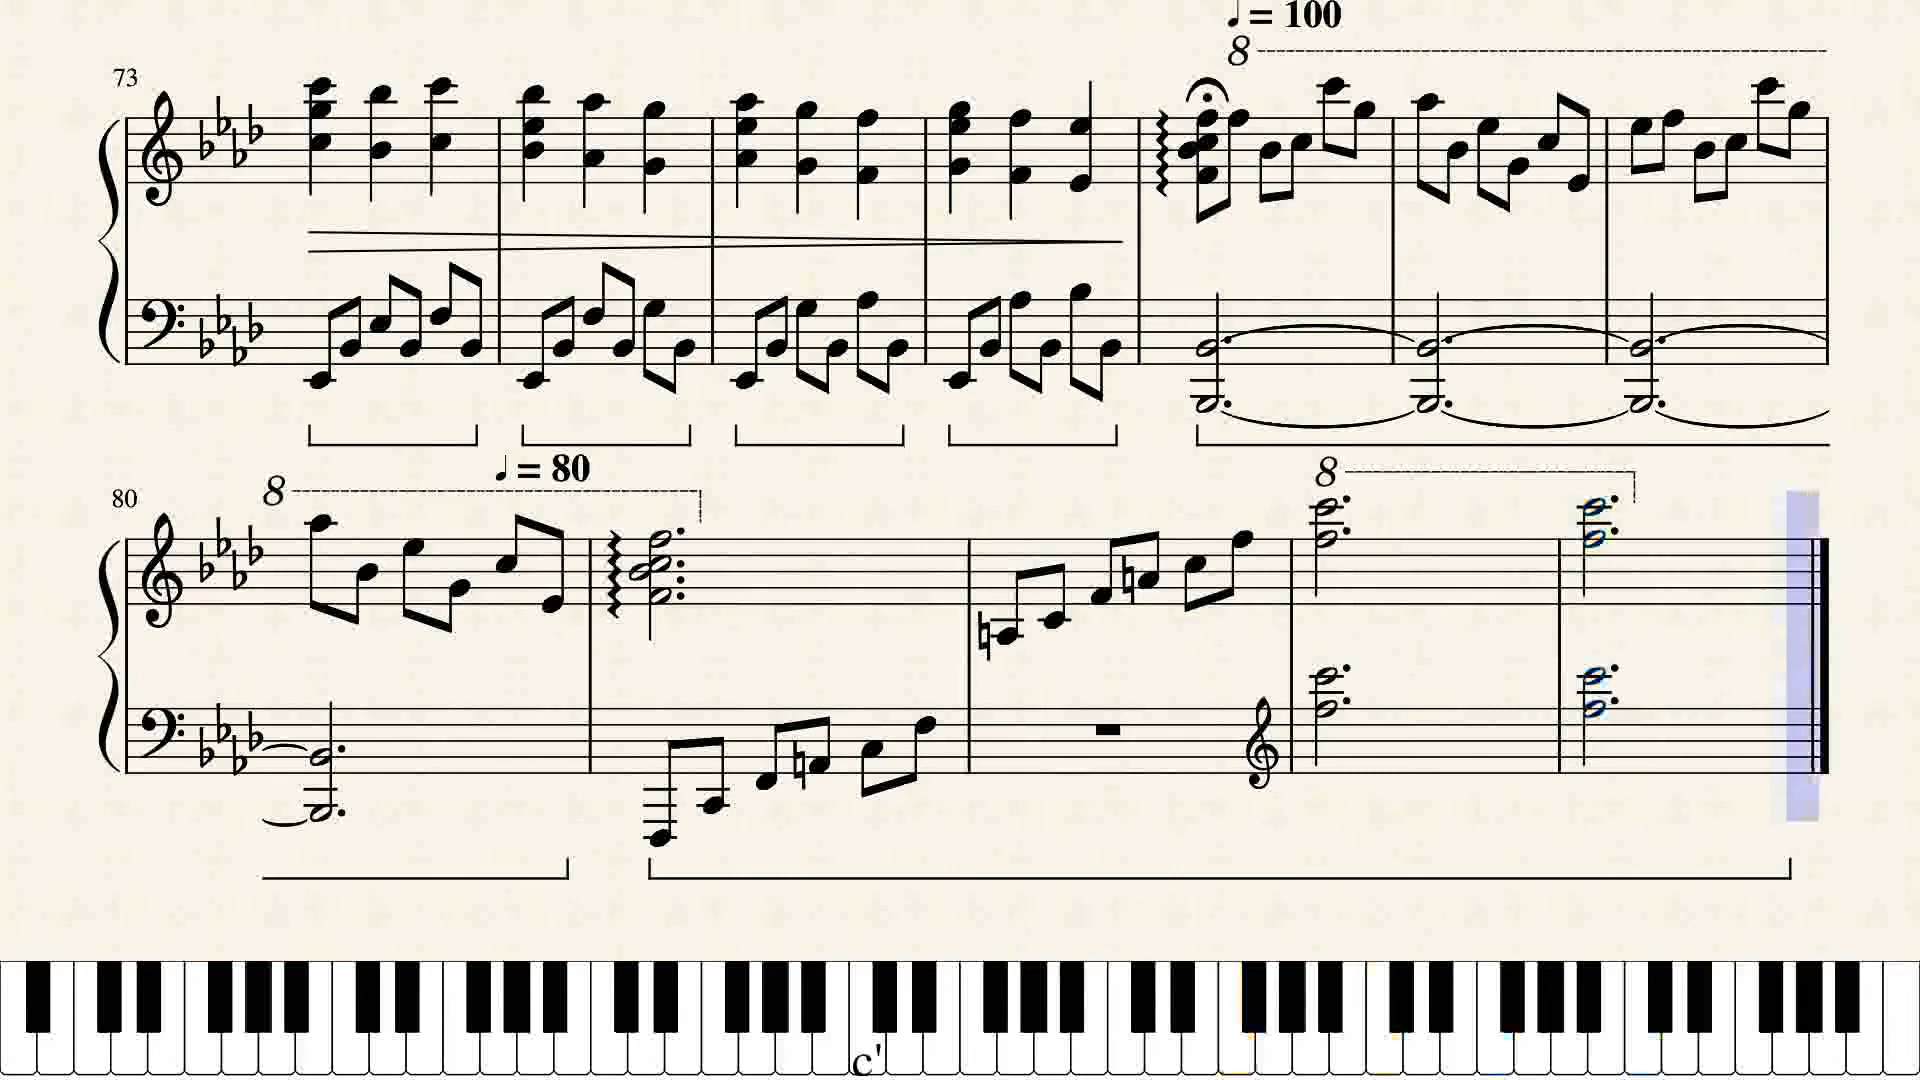 ♩ = 100
8
73
♩ = 80
8
8
80
c'